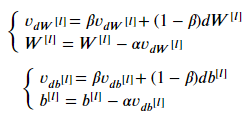 v_{dW^{[l]}} = βv_{dW^{[l]}} + (1 − β)dW^{[l]}
W^{[l]} = W^{[l]} − αv_{dW^{[l]}}
v_{db^{[l]}} = βv_{db^{[l]}} + (1 − β)db^{[l]}
b^{[l]} = b^{[l]} − αv_{db^{[l]}}